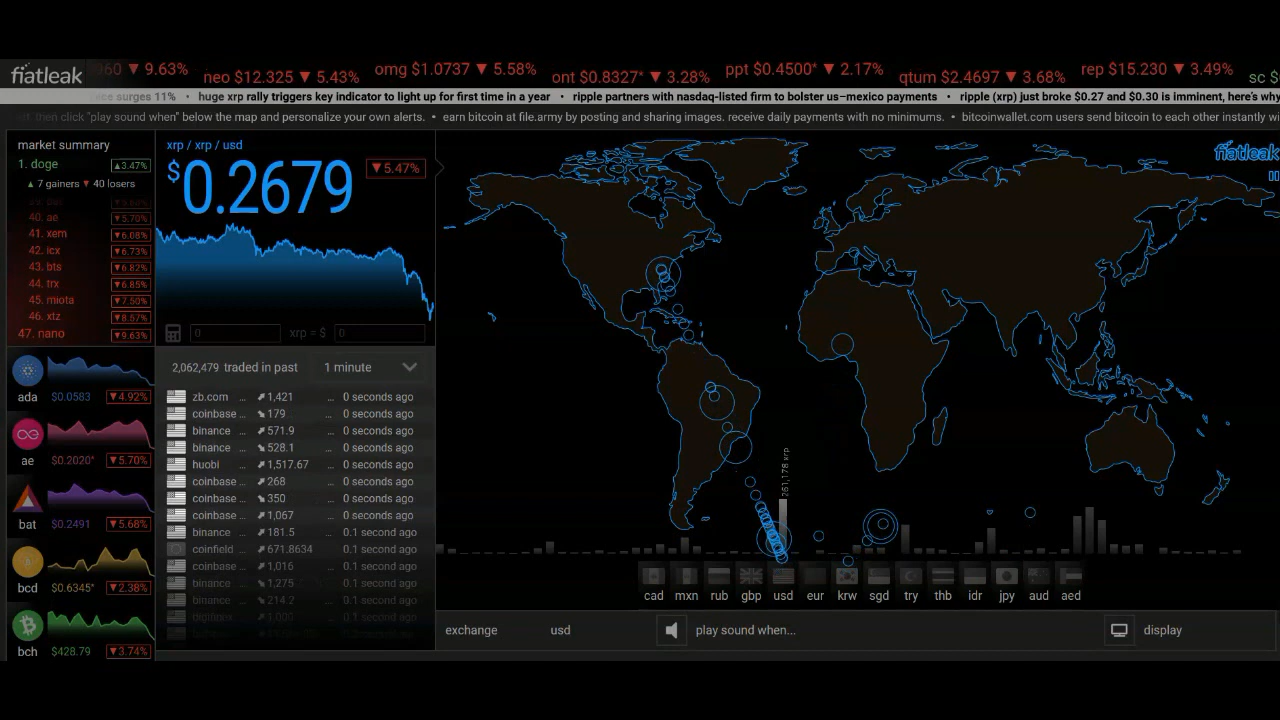 fiatleak
960 ▼ 9.63% neo $12.325 ▼ 5.43% omg $1.0737 ▼ 5.58% ont $0.8327* ▼ 3.28% ppt $0.4500* ▼ 2.17% qtum $2.4697 ▼ 3.68% rep $15.230 ▼ 3.49% sc $
surges 11% • huge xrp rally triggers key indicator to light up for first time in a year • ripple partners with nasdaq-listed firm to bolster us–mexico payments • ripple (xrp) just broke $0.27 and $0.30 is imminent, here's why
then click "play sound when" below the map and personalize your own alerts. • earn bitcoin at file.army by posting and sharing images. receive daily payments with no minimums. • bitcoinwallet.com users send bitcoin to each other instantly
market summary
1. doge ▲3.47%
▲ 7 gainers ▼ 40 losers
40. ae ▼5.70%
41. xem ▼6.08%
42. icx ▼6.73%
43. bts ▼6.82%
44. trx ▼6.85%
45. miota ▼7.50%
46. xtz ▼8.57%
47. nano ▼9.63%
ada $0.0583 ▼4.92%
ae $0.2020* ▼5.70%
bat $0.2491 ▼5.68%
bcd $0.6345* ▼2.38%
bch $428.79 ▼3.74%
xrp / xrp / usd
$0.2679 ▼5.47%
0 xrp = $ 0
2,062,479 traded in past 1 minute
zb.com ... 1,421 ... 0 seconds ago
coinbase ... 179 ... 0 seconds ago
binance ... 571.9 ... 0 seconds ago
binance ... 528.1 ... 0 seconds ago
huobi ... 1,517.67 ... 0 seconds ago
coinbase ... 268 ... 0 seconds ago
coinbase ... 350 ... 0 seconds ago
coinbase ... 1,067 ... 0 seconds ago
binance ... 181.5 ... 0.1 second ago
coinfield ... 671.8634 ... 0.1 second ago
coinbase ... 1,016 ... 0.1 second ago
binance ... 1,275 ... 0.1 second ago
binance ... 214.2 ... 0.1 second ago
1,000 ... 0.1 second ago
fiatleak
261,178 xrp
cad mxn rub gbp usd eur krw sgd try thb idr jpy aud aed
exchange usd play sound when... display